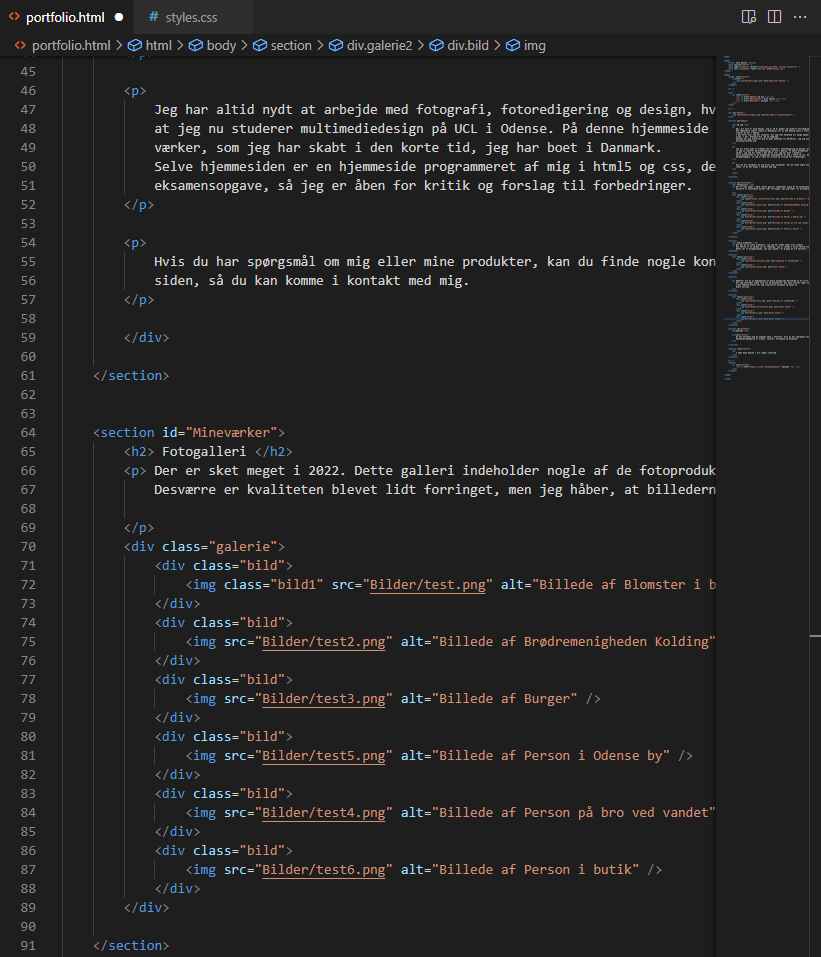 portfolio.html
# styles.css
portfolio.html > html > body > section > div.galerie2 > div.bild > img
45
46 <p>
47 Jeg har altid nydt at arbejde med fotografi, fotoredigering og design, hv
48 at jeg nu studerer multimediedesign på UCL i Odense. På denne hjemmeside
49 værker, som jeg har skabt i den korte tid, jeg har boet i Danmark.
50 Selve hjemmesiden er en hjemmeside programmeret af mig i html5 og css, de
51 eksamensopgave, så jeg er åben for kritik og forslag til forbedringer.
52 </p>
53
54 <p>
55 Hvis du har spørgsmål om mig eller mine produkter, kan du finde nogle kon
56 siden, så du kan komme i kontakt med mig.
57 </p>
58
59 </div>
60
61 </section>
62
63
64 <section id="Mineværker">
65 <h2> Fotogalleri </h2>
66 <p> Der er sket meget i 2022. Dette galleri indeholder nogle af de fotoproduk
67 Desværre er kvaliteten blevet lidt forringet, men jeg håber, at billedern
68
69 </p>
70 <div class="galerie">
71 <div class="bild">
72 <img class="bild1" src="Bilder/test.png" alt="Billede af Blomster i b
73 </div>
74 <div class="bild">
75 <img src="Bilder/test2.png" alt="Billede af Brødremenigheden Kolding"
76 </div>
77 <div class="bild">
78 <img src="Bilder/test3.png" alt="Billede af Burger" />
79 </div>
80 <div class="bild">
81 <img src="Bilder/test5.png" alt="Billede af Person i Odense by" />
82 </div>
83 <div class="bild">
84 <img src="Bilder/test4.png" alt="Billede af Person på bro ved vandet"
85 </div>
86 <div class="bild">
87 <img src="Bilder/test6.png" alt="Billede af Person i butik" />
88 </div>
89 </div>
90
91 </section>